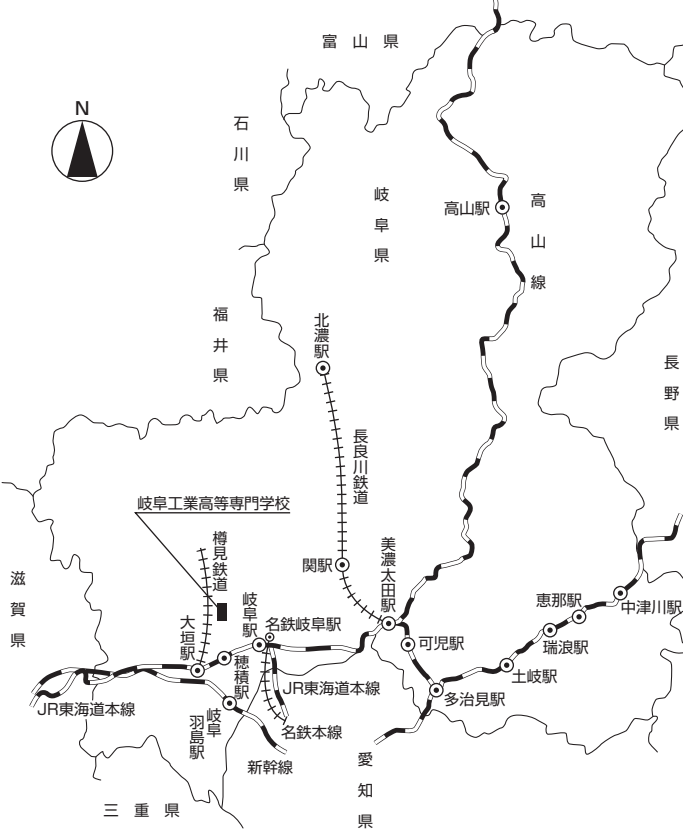 富山県
N
石川県
岐阜県
高山駅
高山線
福井県
北濃駅
長野県
長良川鉄道
岐阜工業高等専門学校
樽見鉄道
関駅
美濃太田駅
滋賀県
大垣駅
岐阜駅
名鉄岐阜駅
穂積駅
可児駅
恵那駅
中津川駅
瑞浪駅
土岐駅
多治見駅
JR東海道本線
JR東海道本線
岐阜
羽島駅
名鉄本線
新幹線
愛知県
三重県